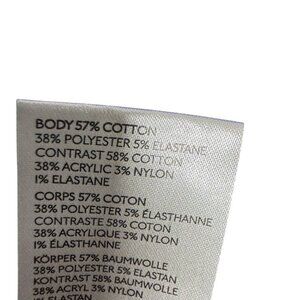 BODY 57% COTTON
38% POLYESTER 5% ELASTANE
CONTRAST 58% COTTON
38% ACRYLIC 3% NYLON
1% ELASTANE
CORPS 57% COTON
38% POLYESTER 5% ÉLASTHANNE
CONTRASTE 58% COTON
38% ACRYLIQUE 3% NYLON
1% ÉLASTHANNE
KÖRPER 57% BAUMWOLLE
38% POLYESTER 5% ELASTAN
KONTRAST 58% BAUMWOLLE
38% ACRYL 3% NYLON
1% ELASTAN